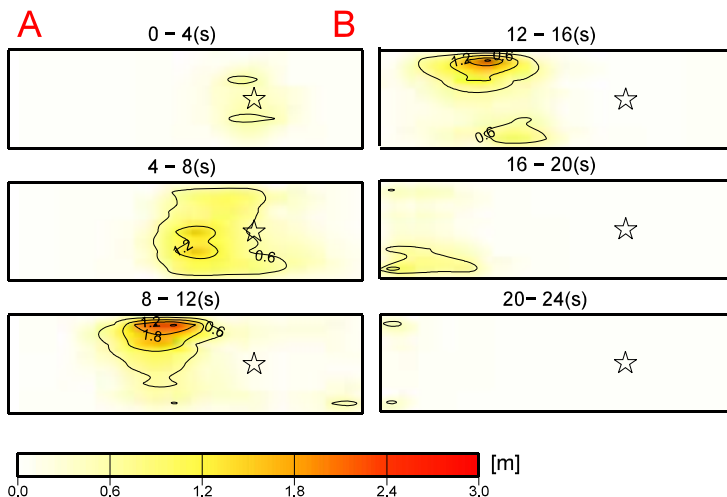 A
B
0 – 4(s)
12 – 16(s)
1.2
0.6
0.6
4 – 8(s)
16 – 20(s)
1.2
0.6
8 – 12(s)
20 – 24(s)
1.2
0.6
1.8
[m]
0.0 0.6 1.2 1.8 2.4 3.0